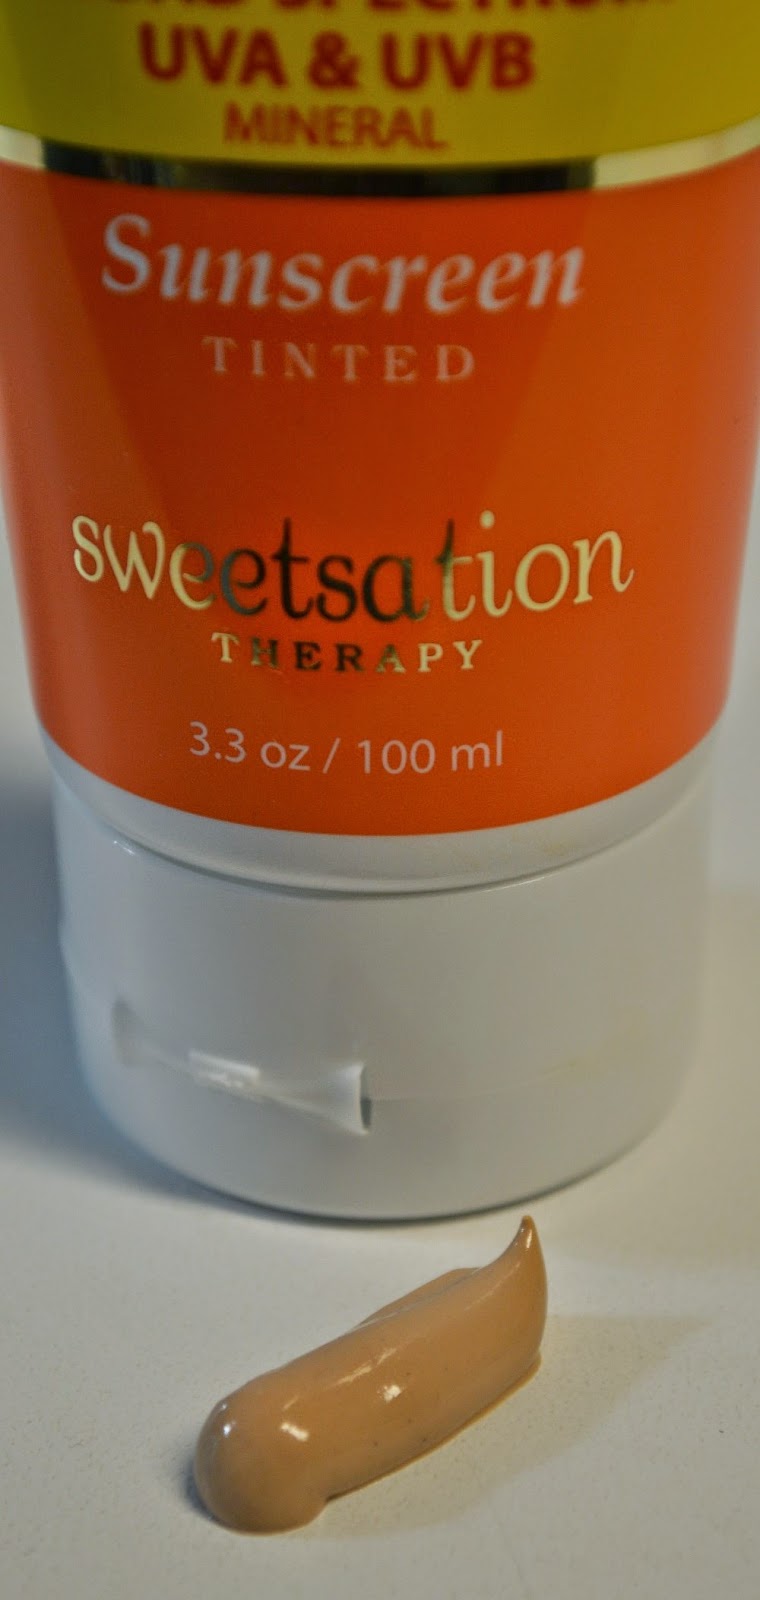 UVA & UVB
MINERAL
Sunscreen
TINTED
sweetsation
THERAPY
3.3 oz / 100 ml